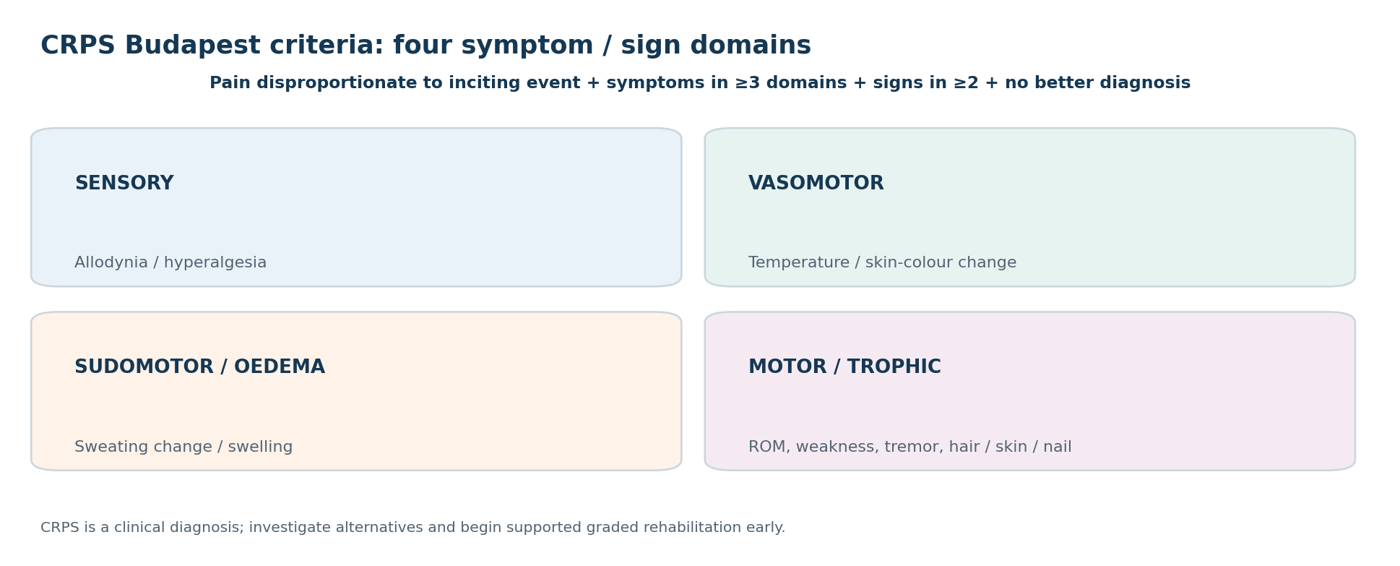 CRPS Budapest criteria: four symptom / sign domains
Pain disproportionate to inciting event + symptoms in ≥3 domains + signs in ≥2 + no better diagnosis
SENSORY
Allodynia / hyperalgesia
VASOMOTOR
Temperature / skin-colour change
SUDOMOTOR / OEDEMA
Sweating change / swelling
MOTOR / TROPHIC
ROM, weakness, tremor, hair / skin / nail
CRPS is a clinical diagnosis; investigate alternatives and begin supported graded rehabilitation early.